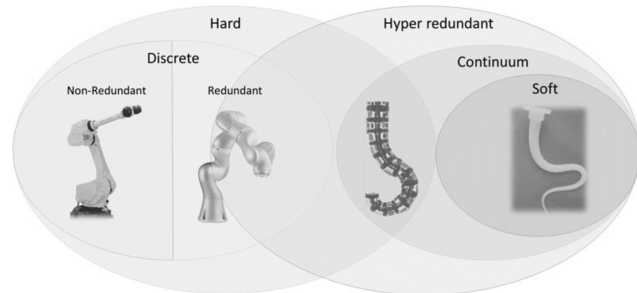 Hard
Hyper redundant
Discrete
Continuum
Non-Redundant
Redundant
Soft